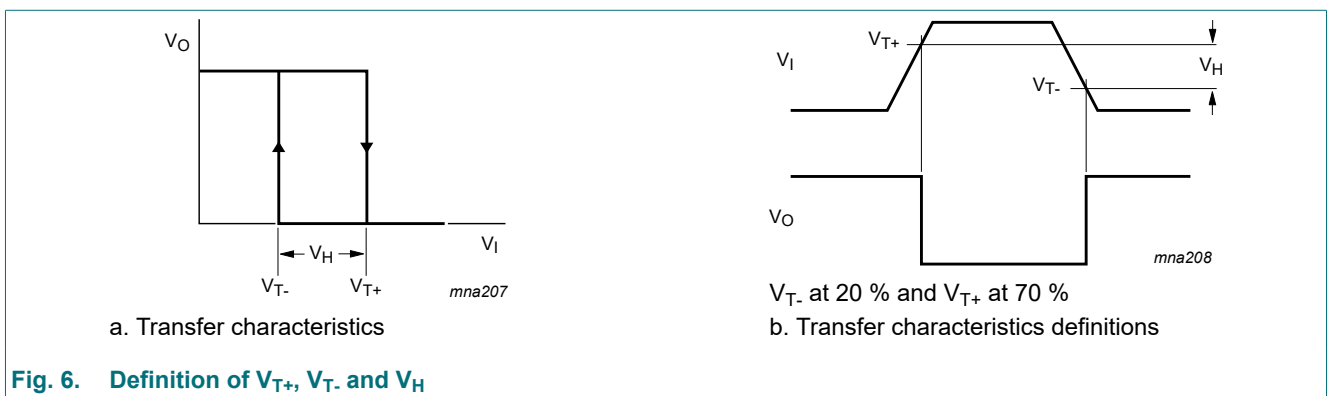 VO
VT-
VH
VT+
VI
mna207
a. Transfer characteristics
VI
VT+
VT-
VH
VO
mna208
VT- at 20 % and VT+ at 70 %
b. Transfer characteristics definitions
Fig. 6. Definition of VT+, VT- and VH